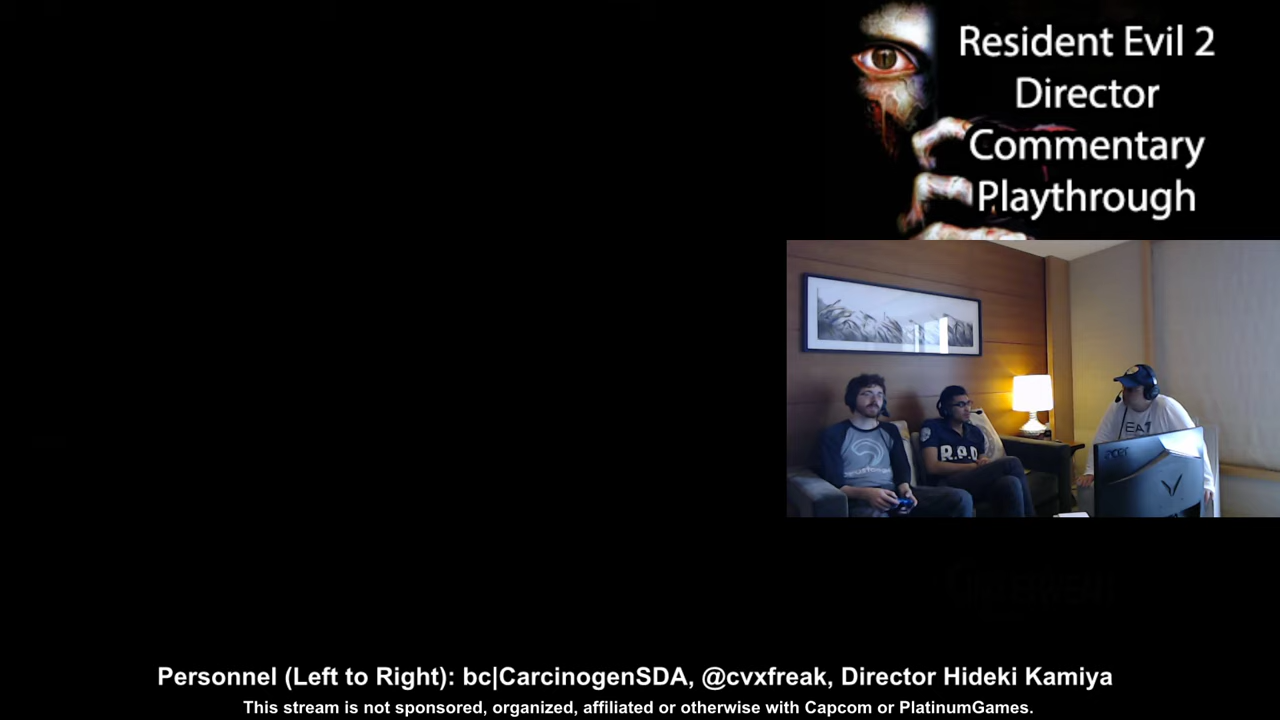 Resident Evil 2
Director
Commentary
Playthrough
R.P.D
acer
Personnel (Left to Right): bc|CarcinogenSDA, @cvxfreak, Director Hideki Kamiya
This stream is not sponsored, organized, affiliated or otherwise with Capcom or PlatinumGames.